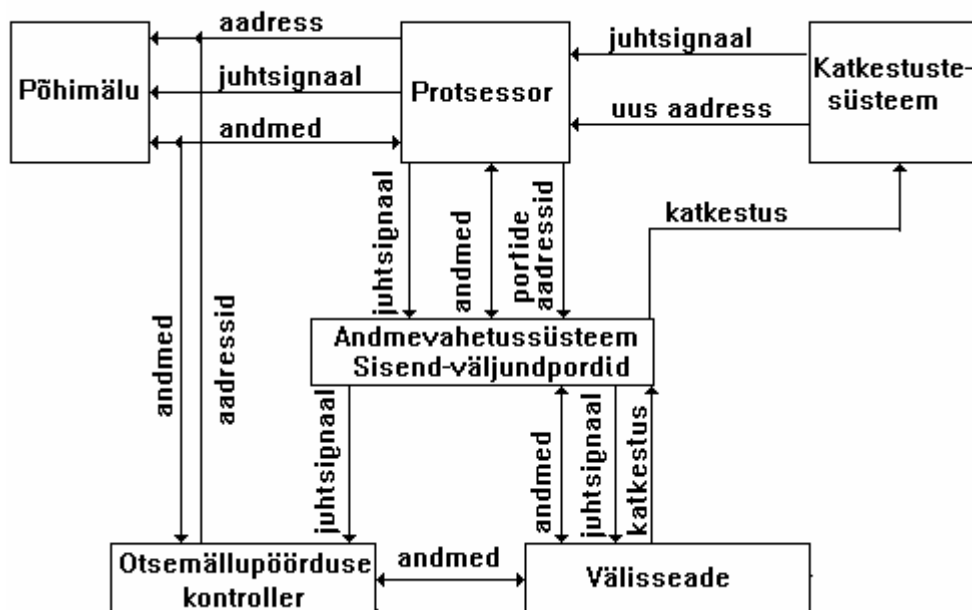 aadress
Põhimälu
juhtsignaal
andmed
Protsessor
juhtsignaal
uus aadress
Katkestuste-
süsteem
juhtsignaal
andmed
portide
aadressid
katkestus
Andmevahetussüsteem
Sisend-väljundpordid
andmed
aadressid
juhtsignaal
andmed
juhtsignaal
katkestus
Otsemällupöörduse
kontroller
andmed
Välisseade